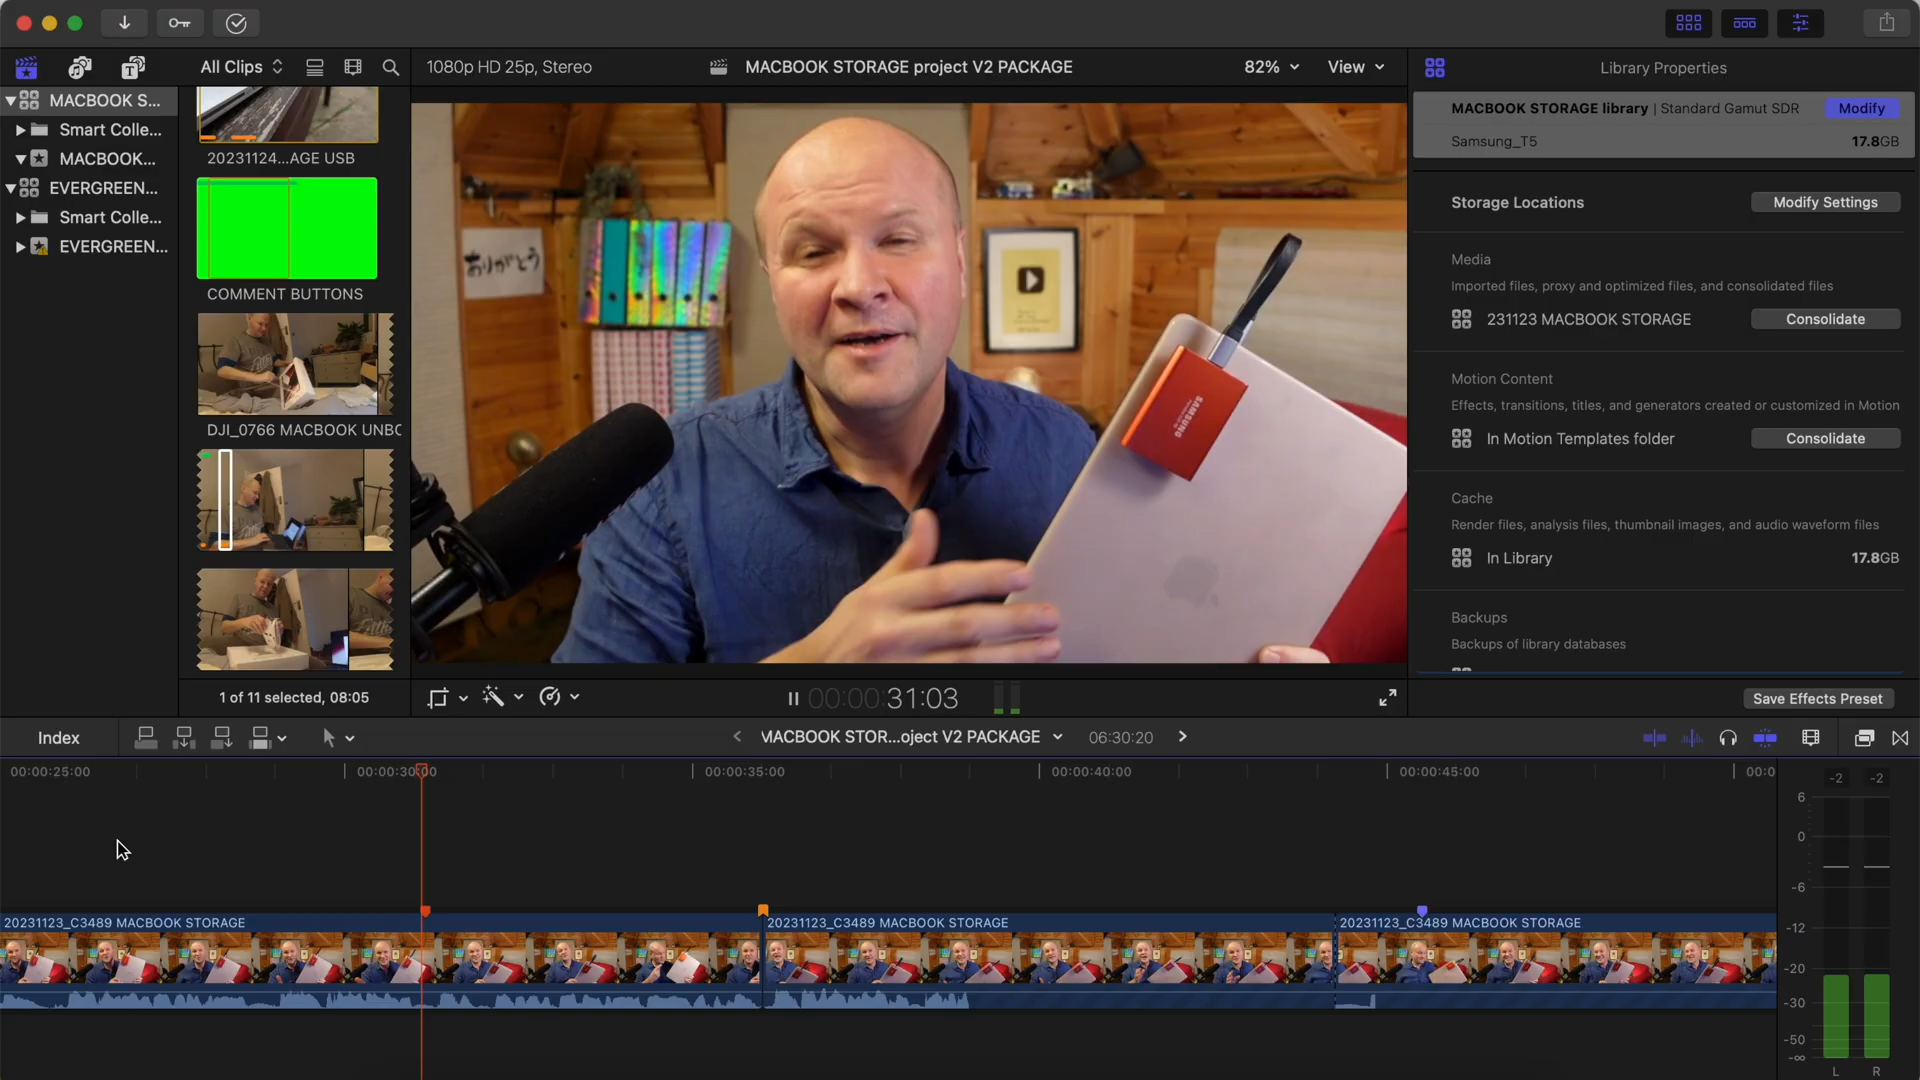 All Clips
1080p HD 25p, Stereo
MACBOOK STORAGE project V2 PACKAGE
82%
View
Library Properties
MACBOOK S...
Smart Colle...
MACBOOK...
EVERGREEN...
Smart Colle...
EVERGREEN...
20231124...AGE USB
COMMENT BUTTONS
DJI_0766 MACBOOK UNBO
1 of 11 selected, 08:05
ありがとう
SAMSUNG
MACBOOK STORAGE library | Standard Gamut SDR
Modify
Samsung_T5
17.8GB
Storage Locations
Modify Settings
Media
Imported files, proxy and optimized files, and consolidated files
231123 MACBOOK STORAGE
Consolidate
Motion Content
Effects, transitions, titles, and generators created or customized in Motion
In Motion Templates folder
Consolidate
Cache
Render files, analysis files, thumbnail images, and audio waveform files
In Library
17.8GB
Backups
Backups of library databases
00:00:31:03
Save Effects Preset
Index
MACBOOK STOR...oject V2 PACKAGE
06:30:20
00:00:25:00
00:00:30:00
00:00:35:00
00:00:40:00
00:00:45:00
00:0
20231123_C3489 MACBOOK STORAGE
20231123_C3489 MACBOOK STORAGE
20231123_C3489 MACBOOK STORAGE
-2 -2
6
0
-6
-12
-20
-30
-50
-∞
L R